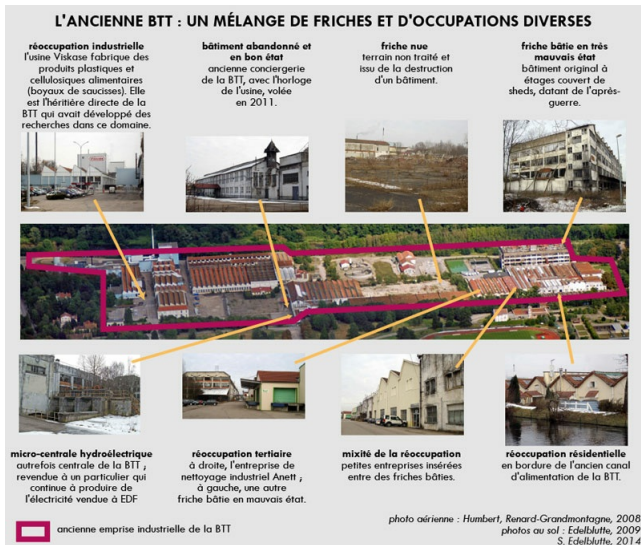 L'ANCIENNE BTT : UN MÉLANGE DE FRICHES ET D'OCCUPATIONS DIVERSES
réoccupation industrielle
l'usine Viskase fabrique des
produits plastiques et
cellulosiques alimentaires
(boyaux de saucisses). Elle
est l'héritière directe de la
BTT qui avait développé des
recherches dans ce domaine.
bâtiment abandonné et
en bon état
ancienne conciergerie
de la BTT, avec l'horloge
de l'usine, volée
en 2011.
friche nue
terrain non traité et
issu de la destruction
d'un bâtiment.
friche bâtie en très
mauvais état
bâtiment original à
étages couvert de
sheds, datant de l'après-
guerre.
micro-centrale hydroélectrique
autrefois centrale de la BTT ;
revendue à un particulier qui
continue à produire de
l'électricité vendue à EDF
réoccupation tertiaire
à droite, l'entreprise de
nettoyage industriel Anett ;
à gauche, une autre
friche bâtie en mauvais état.
mixité de la réoccupation
petites entreprises insérées
entre des friches bâties.
réoccupation résidentielle
en bordure de l'ancien canal
d'alimentation de la BTT.
ancienne emprise industrielle de la BTT
photo aérienne : Humbert, Renard-Grandmontagne, 2008
photos au sol : Edelblutte, 2009
S. Edelblutte, 2014